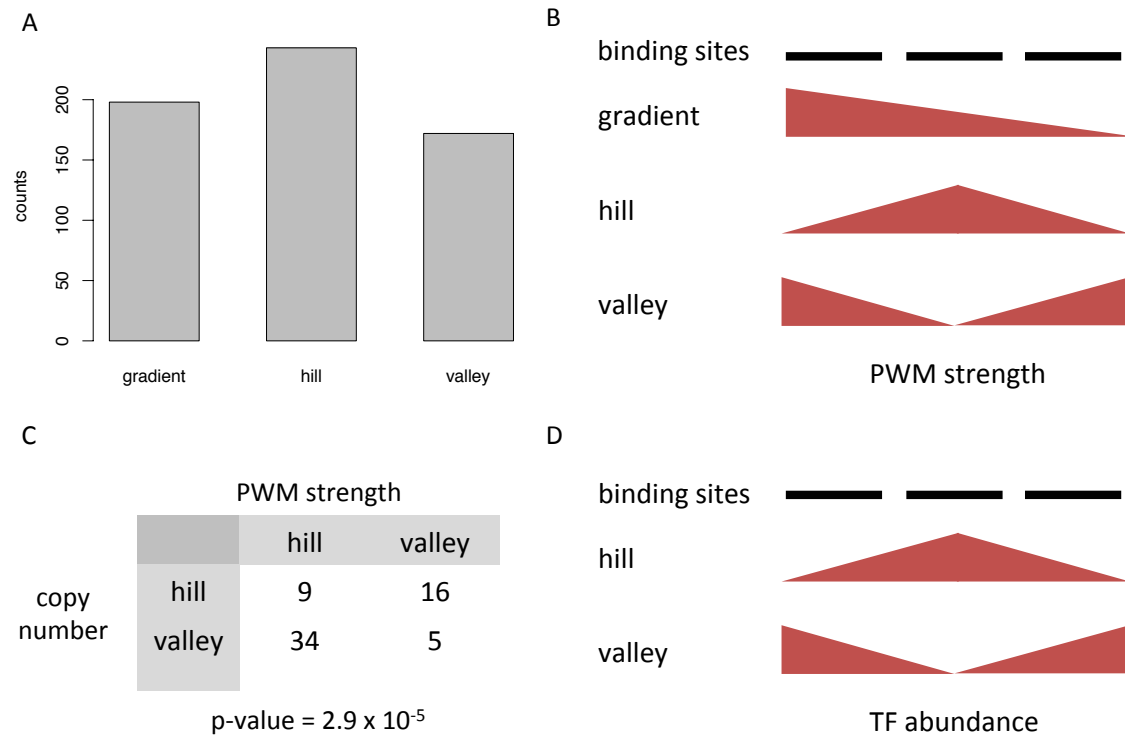 A
counts
200
150
100
50
0
gradient hill valley
B
binding sites
gradient
hill
valley
PWM strength
C
PWM strength
hill valley
copy number
hill 9 16
valley 34 5
p-value = 2.9 x 10-5
D
binding sites
hill
valley
TF abundance